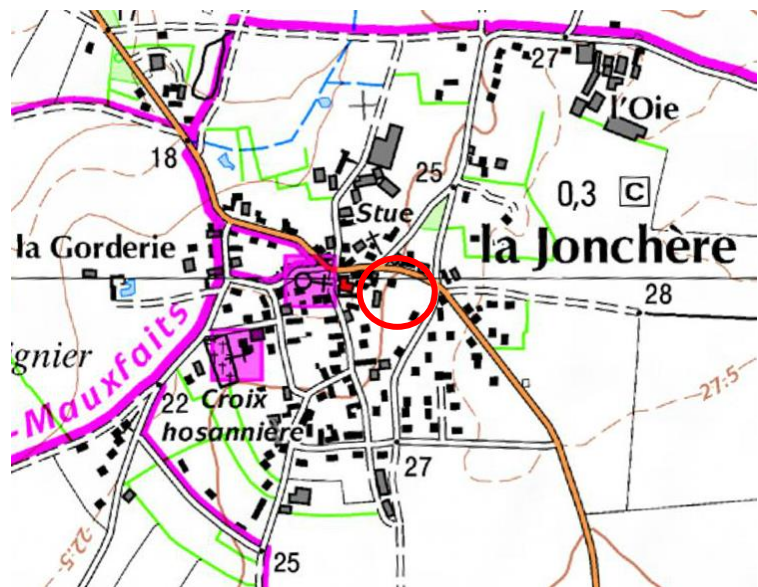 27
l'Oie
18
25
0,3
C
Stue
la Gorderie
la Jonchère
28
ignier
-Mauxfaits
22
Croix
hosannière
27,5
27
22,5
25